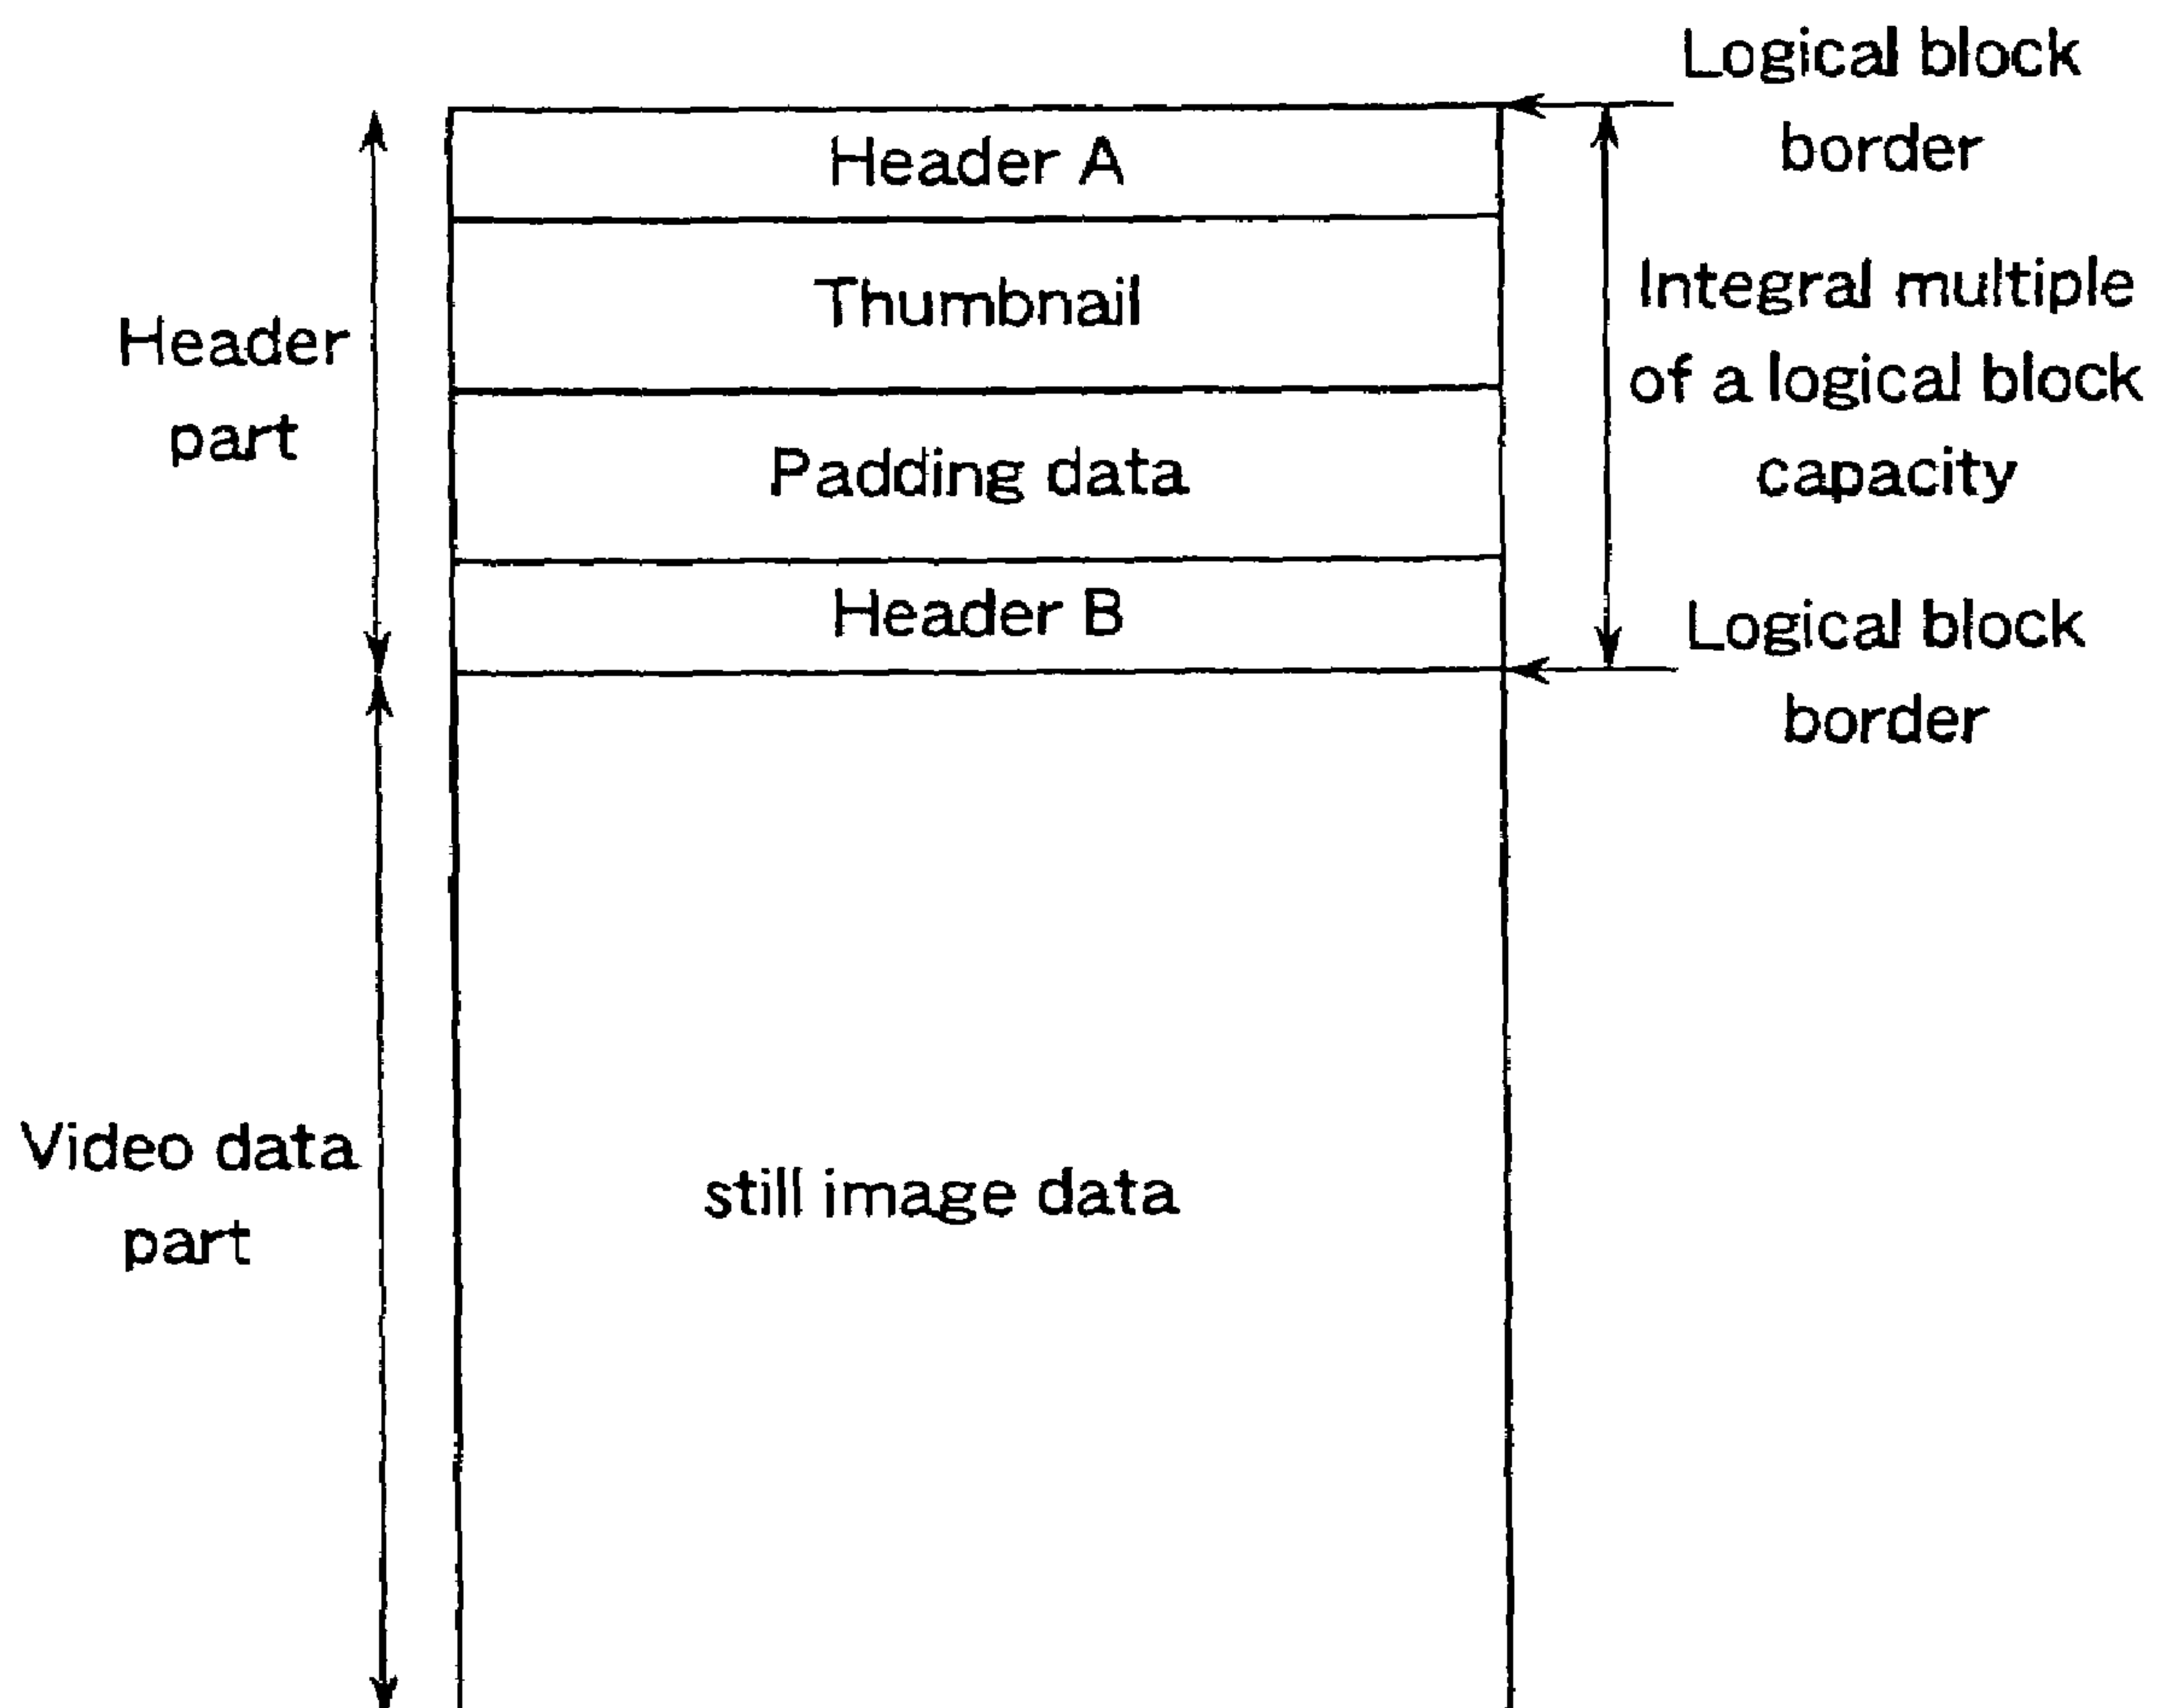 Logical block
border
Header A
Thumbnail
Header
part
Integral multiple
of a logical block
capacity
Padding data
Header B
Logical block
border
Video data
part
still image data